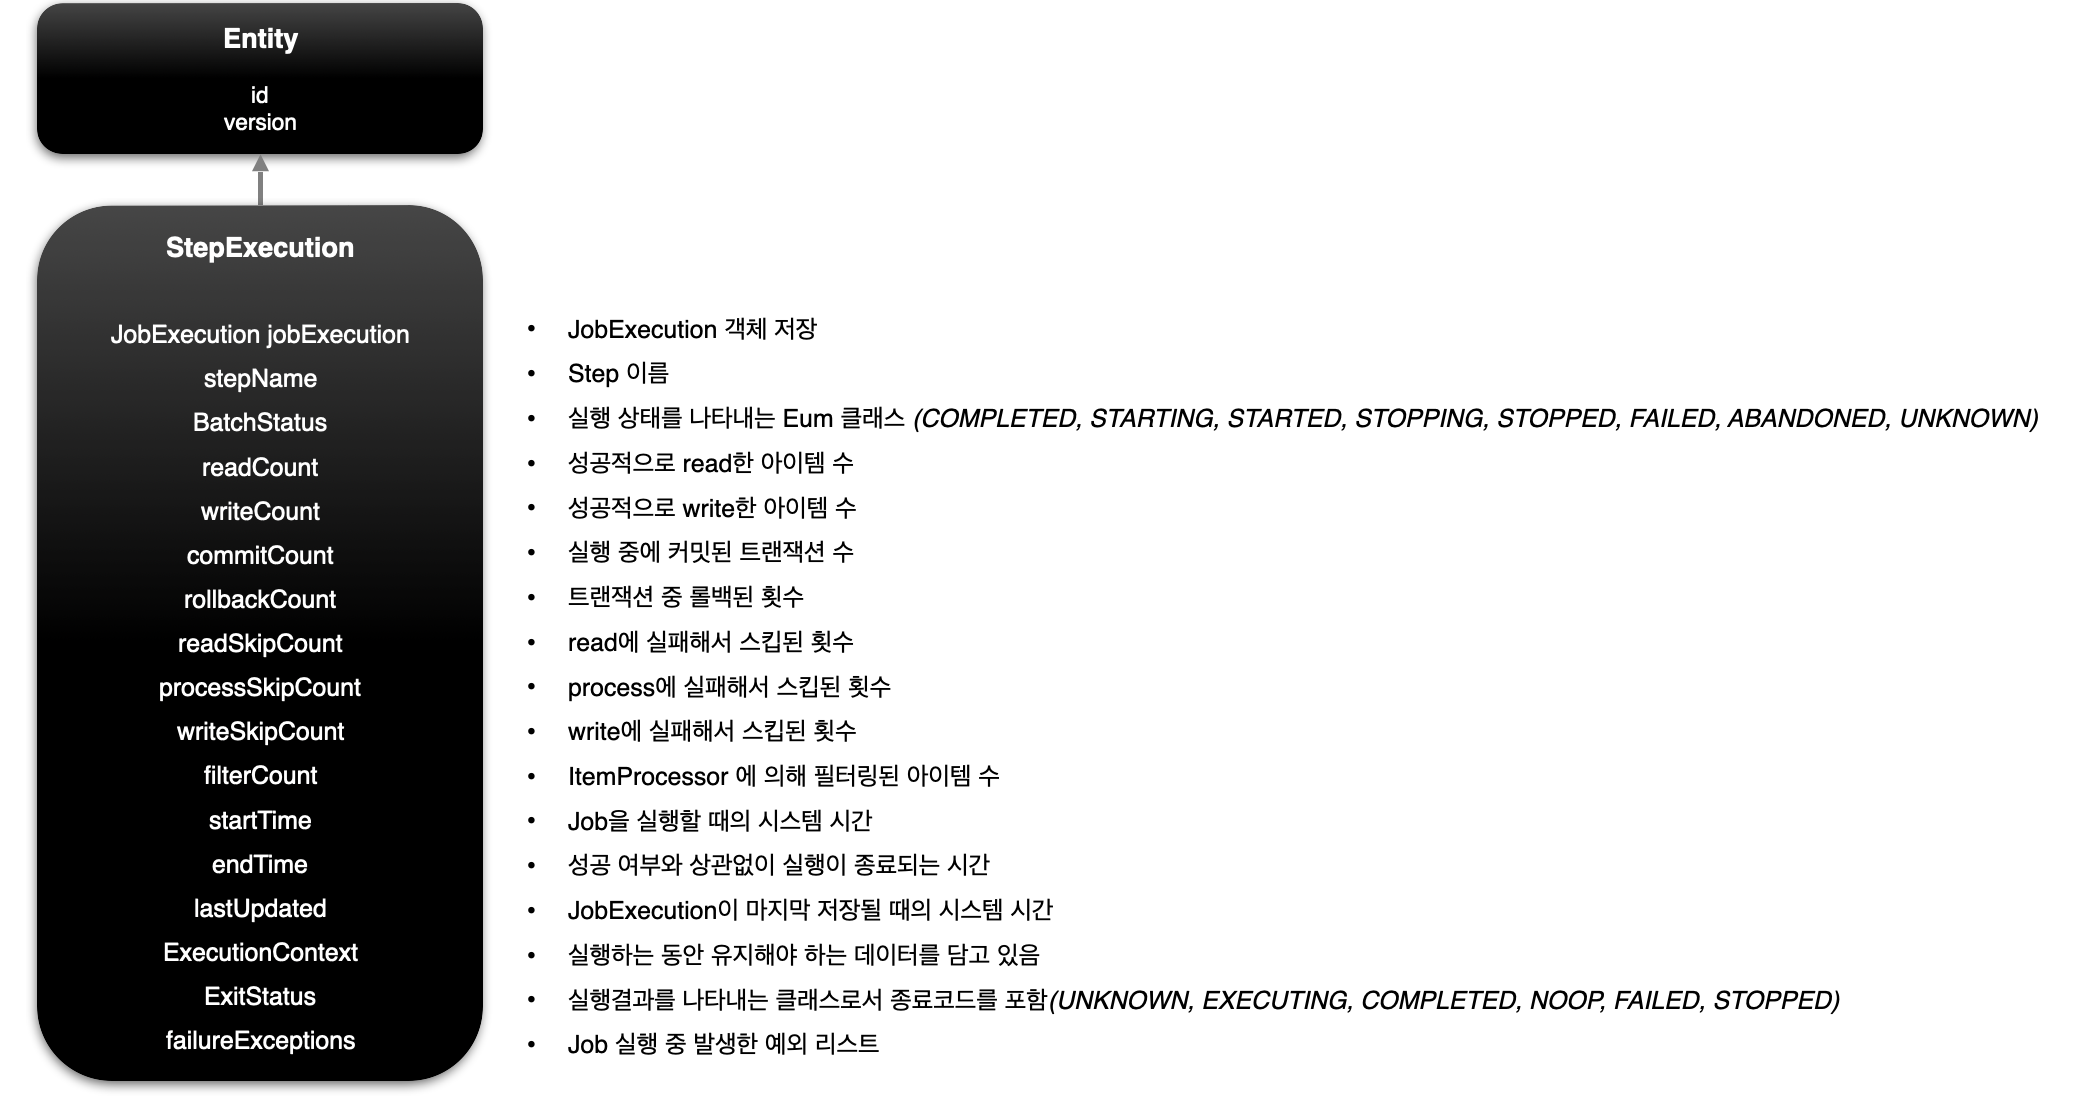 Entity
id
version
StepExecution
JobExecution jobExecution
• JobExecution 객체 저장
stepName
• Step 이름
BatchStatus
• 실행 상태를 나타내는 Eum 클래스 (COMPLETED, STARTING, STARTED, STOPPING, STOPPED, FAILED, ABANDONED, UNKNOWN)
readCount
• 성공적으로 read한 아이템 수
writeCount
• 성공적으로 write한 아이템 수
commitCount
• 실행 중에 커밋된 트랜잭션 수
rollbackCount
• 트랜잭션 중 롤백된 횟수
readSkipCount
• read에 실패해서 스킵된 횟수
processSkipCount
• process에 실패해서 스킵된 횟수
writeSkipCount
• write에 실패해서 스킵된 횟수
filterCount
• ItemProcessor 에 의해 필터링된 아이템 수
startTime
• Job을 실행할 때의 시스템 시간
endTime
• 성공 여부와 상관없이 실행이 종료되는 시간
lastUpdated
• JobExecution이 마지막 저장될 때의 시스템 시간
ExecutionContext
• 실행하는 동안 유지해야 하는 데이터를 담고 있음
ExitStatus
• 실행결과를 나타내는 클래스로서 종료코드를 포함(UNKNOWN, EXECUTING, COMPLETED, NOOP, FAILED, STOPPED)
failureExceptions
• Job 실행 중 발생한 예외 리스트